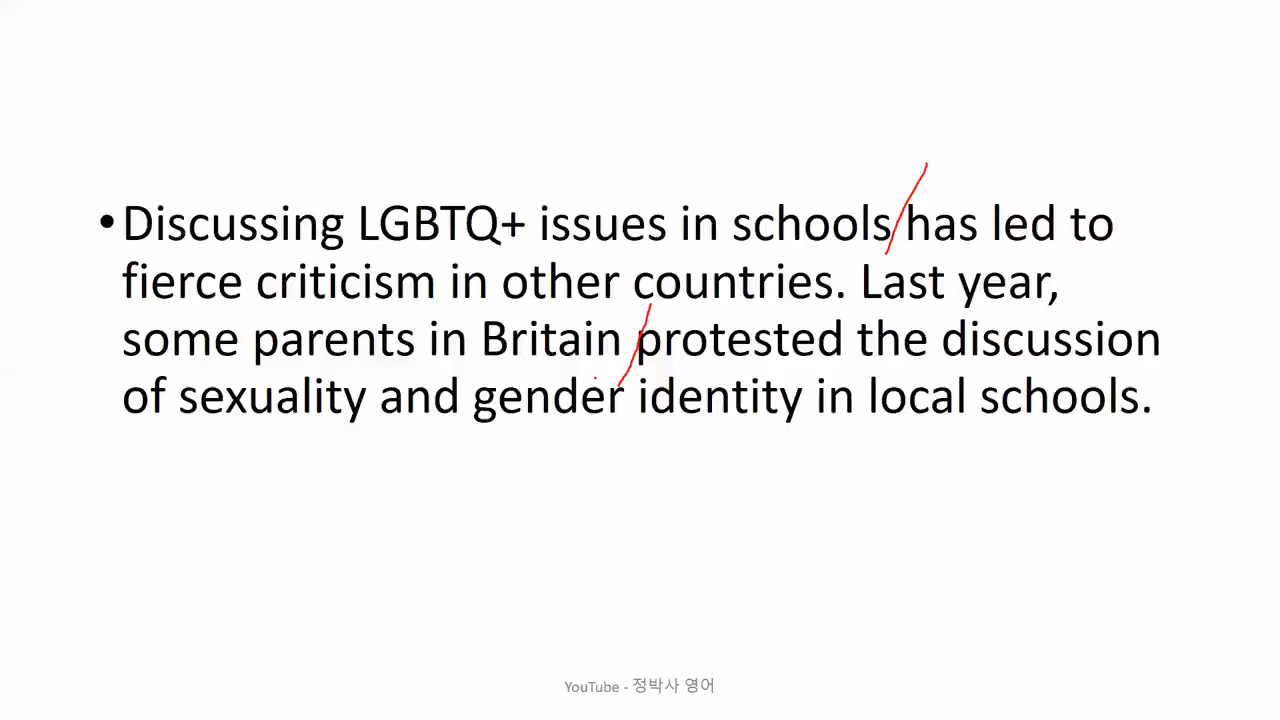 •Discussing LGBTQ+ issues in schools has led to
fierce criticism in other countries. Last year,
some parents in Britain protested the discussion
of sexuality and gender identity in local schools.
YouTube - 정박사 영어